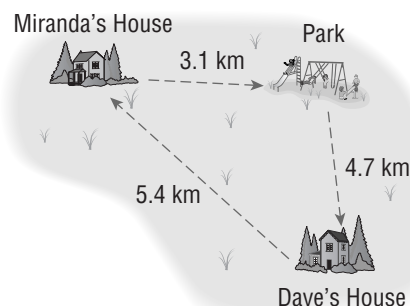 Miranda's House
Park
3.1 km
4.7 km
5.4 km
Dave's House